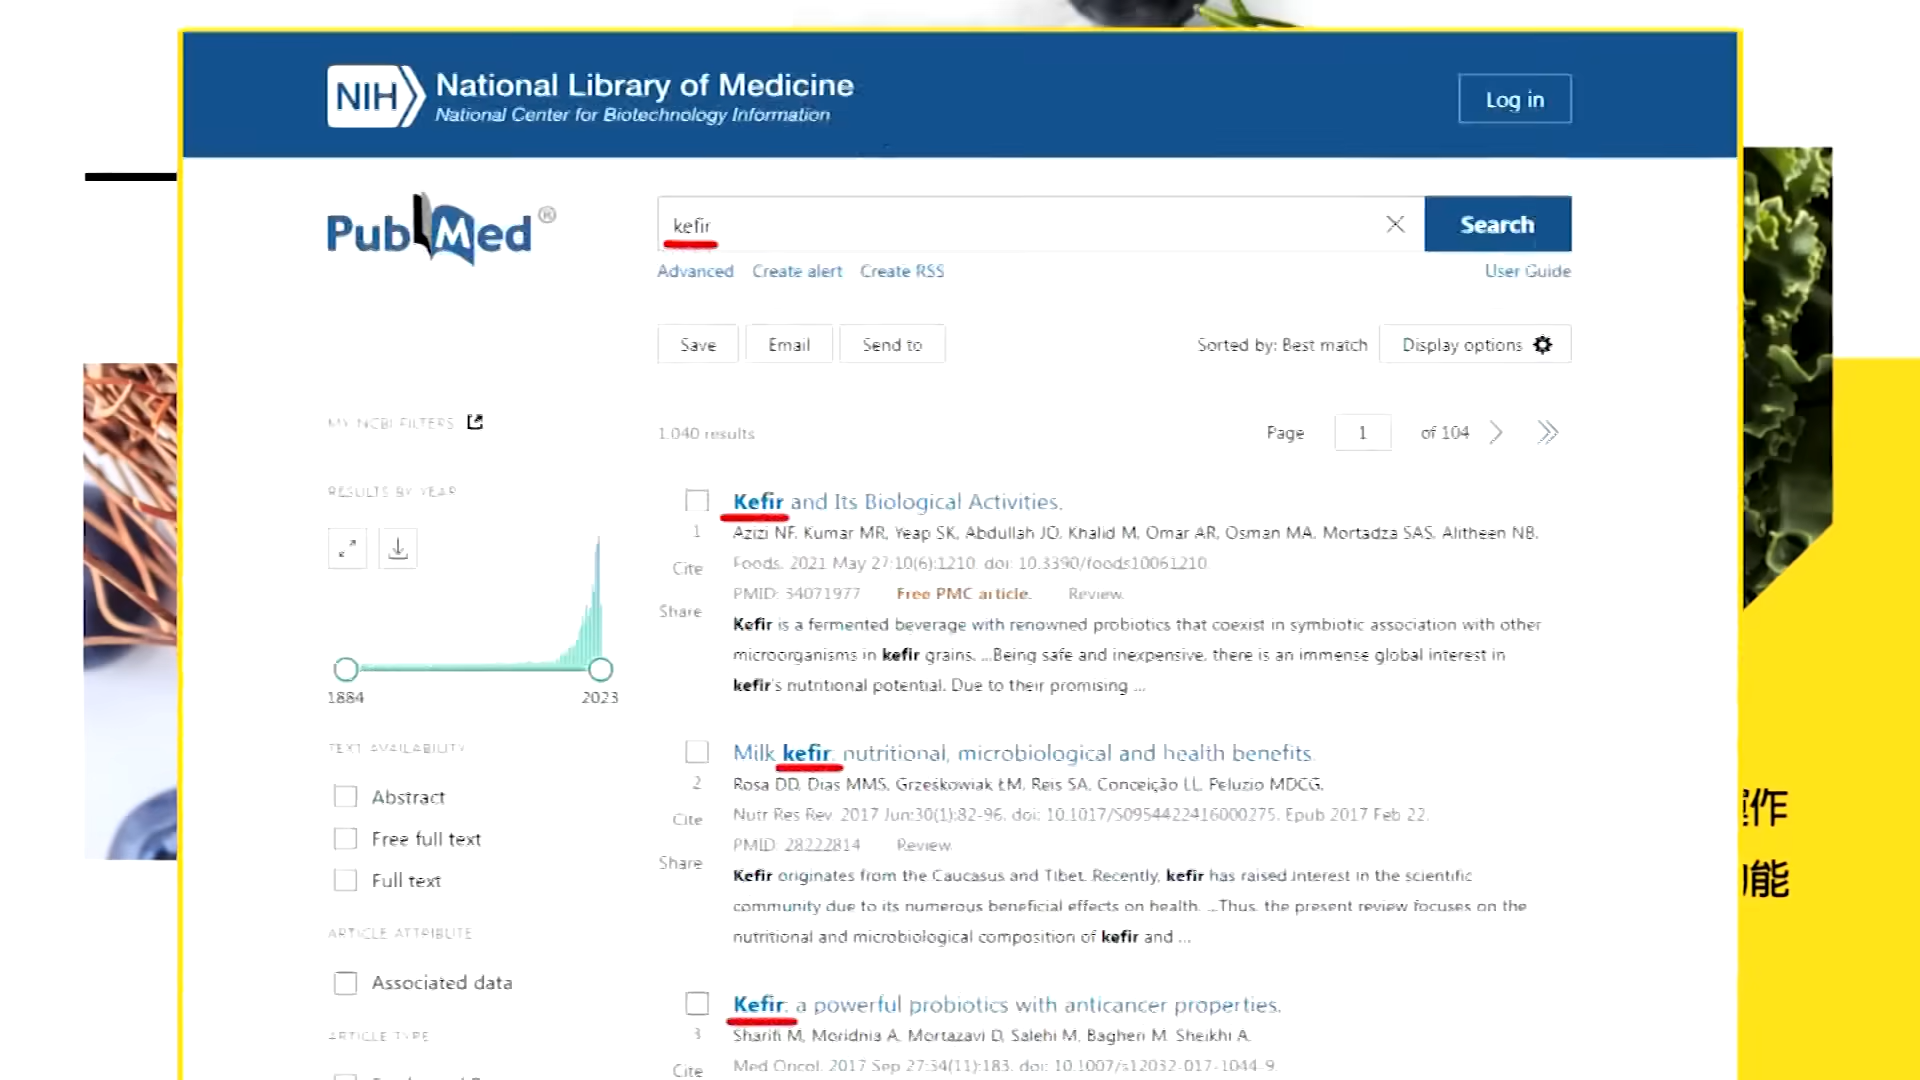 NIH National Library of Medicine
National Center for Biotechnology Information
Log in
PubMed®
kefir
Search
Advanced Create alert Create RSS
User Guide
Save Email Send to
Sorted by: Best match
Display options
MY NCBI FILTERS
1,040 results
Page 1 of 104
RESULTS BY YEAR
1884 2023
TEXT AVAILABILITY
Abstract
Free full text
Full text
ARTICLE ATTRIBUTE
Associated data
ARTICLE TYPE
Kefir and Its Biological Activities.
1
Azizi NF, Kumar MR, Yeap SK, Abdullah JO, Khalid M, Omar AR, Osman MA, Mortadza SAS, Alitheen NB.
Cite
Foods. 2021 May 27;10(6):1210. doi: 10.3390/foods10061210.
PMID: 34071977 Free PMC article. Review.
Share
Kefir is a fermented beverage with renowned probiotics that coexist in symbiotic association with other
microorganisms in kefir grains. ...Being safe and inexpensive, there is an immense global interest in
kefir's nutritional potential. Due to their promising ...
Milk kefir: nutritional, microbiological and health benefits.
2
Rosa DD, Dias MMS, Grześkowiak ŁM, Reis SA, Conceição LL, Peluzio MDCG.
Cite
Nutr Res Rev. 2017 Jun;30(1):82-96. doi: 10.1017/S0954422416000275. Epub 2017 Feb 22.
PMID: 28222814 Review.
Share
Kefir originates from the Caucasus and Tibet. Recently, kefir has raised interest in the scientific
community due to its numerous beneficial effects on health. ...Thus, the present review focuses on the
nutritional and microbiological composition of kefir and ...
Kefir: a powerful probiotics with anticancer properties.
3
Sharifi M, Moridnia A, Mortazavi D, Salehi M, Bagheri M, Sheikhi A.
Cite
Med Oncol. 2017 Sep 27;34(11):183. doi: 10.1007/s12032-017-1044-9.
作
能